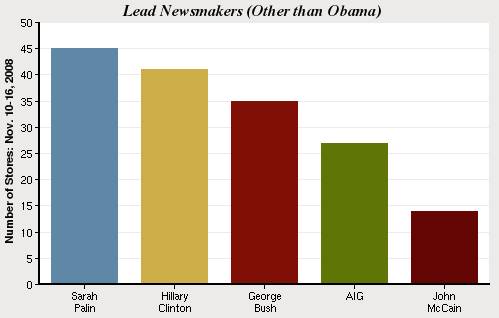 Lead Newsmakers (Other than Obama)
Number of Stores: Nov. 10-16, 2008
50
45
40
35
30
25
20
15
10
5
0
Sarah
Palin
Hillary
Clinton
George
Bush
AIG
John
McCain